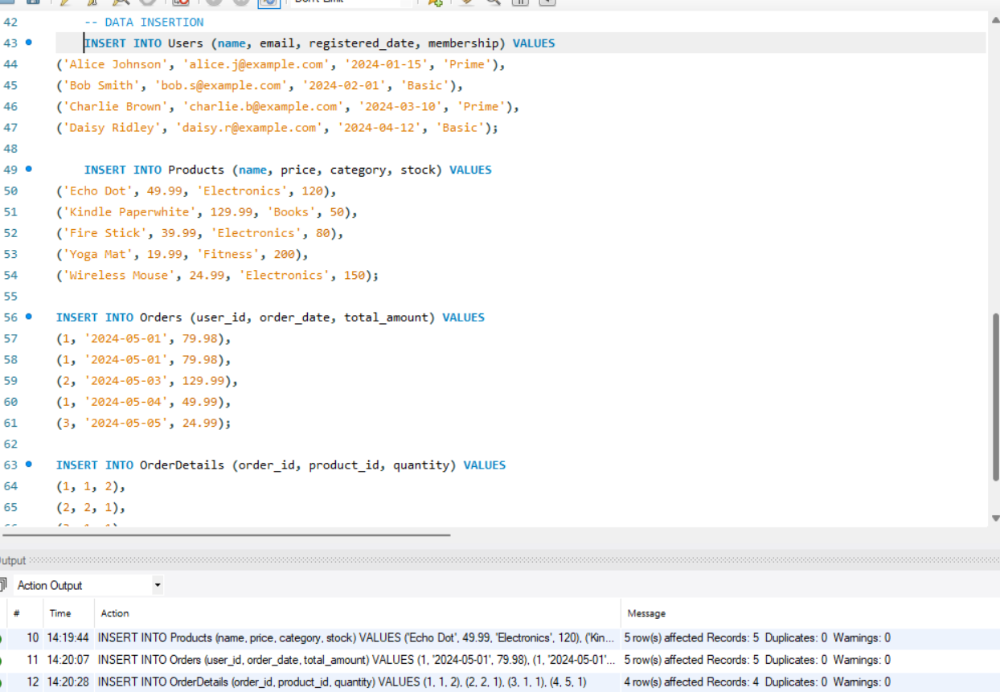 Don't Limit
42 -- DATA INSERTION
43 INSERT INTO Users (name, email, registered_date, membership) VALUES
44 ('Alice Johnson', 'alice.j@example.com', '2024-01-15', 'Prime'),
45 ('Bob Smith', 'bob.s@example.com', '2024-02-01', 'Basic'),
46 ('Charlie Brown', 'charlie.b@example.com', '2024-03-10', 'Prime'),
47 ('Daisy Ridley', 'daisy.r@example.com', '2024-04-12', 'Basic');
48
49 INSERT INTO Products (name, price, category, stock) VALUES
50 ('Echo Dot', 49.99, 'Electronics', 120),
51 ('Kindle Paperwhite', 129.99, 'Books', 50),
52 ('Fire Stick', 39.99, 'Electronics', 80),
53 ('Yoga Mat', 19.99, 'Fitness', 200),
54 ('Wireless Mouse', 24.99, 'Electronics', 150);
55
56 INSERT INTO Orders (user_id, order_date, total_amount) VALUES
57 (1, '2024-05-01', 79.98),
58 (1, '2024-05-01', 79.98),
59 (2, '2024-05-03', 129.99),
60 (1, '2024-05-04', 49.99),
61 (3, '2024-05-05', 24.99);
62
63 INSERT INTO OrderDetails (order_id, product_id, quantity) VALUES
64 (1, 1, 2),
65 (2, 2, 1),
utput
Action Output
# Time Action Message
10 14:19:44 INSERT INTO Products (name, price, category, stock) VALUES ('Echo Dot', 49.99, 'Electronics', 120), ('Kin... 5 row(s) affected Records: 5 Duplicates: 0 Warnings: 0
11 14:20:07 INSERT INTO Orders (user_id, order_date, total_amount) VALUES (1, '2024-05-01', 79.98), (1, '2024-05-01'... 5 row(s) affected Records: 5 Duplicates: 0 Warnings: 0
12 14:20:28 INSERT INTO OrderDetails (order_id, product_id, quantity) VALUES (1, 1, 2), (2, 2, 1), (3, 1, 1), (4, 5, 1) 4 row(s) affected Records: 4 Duplicates: 0 Warnings: 0